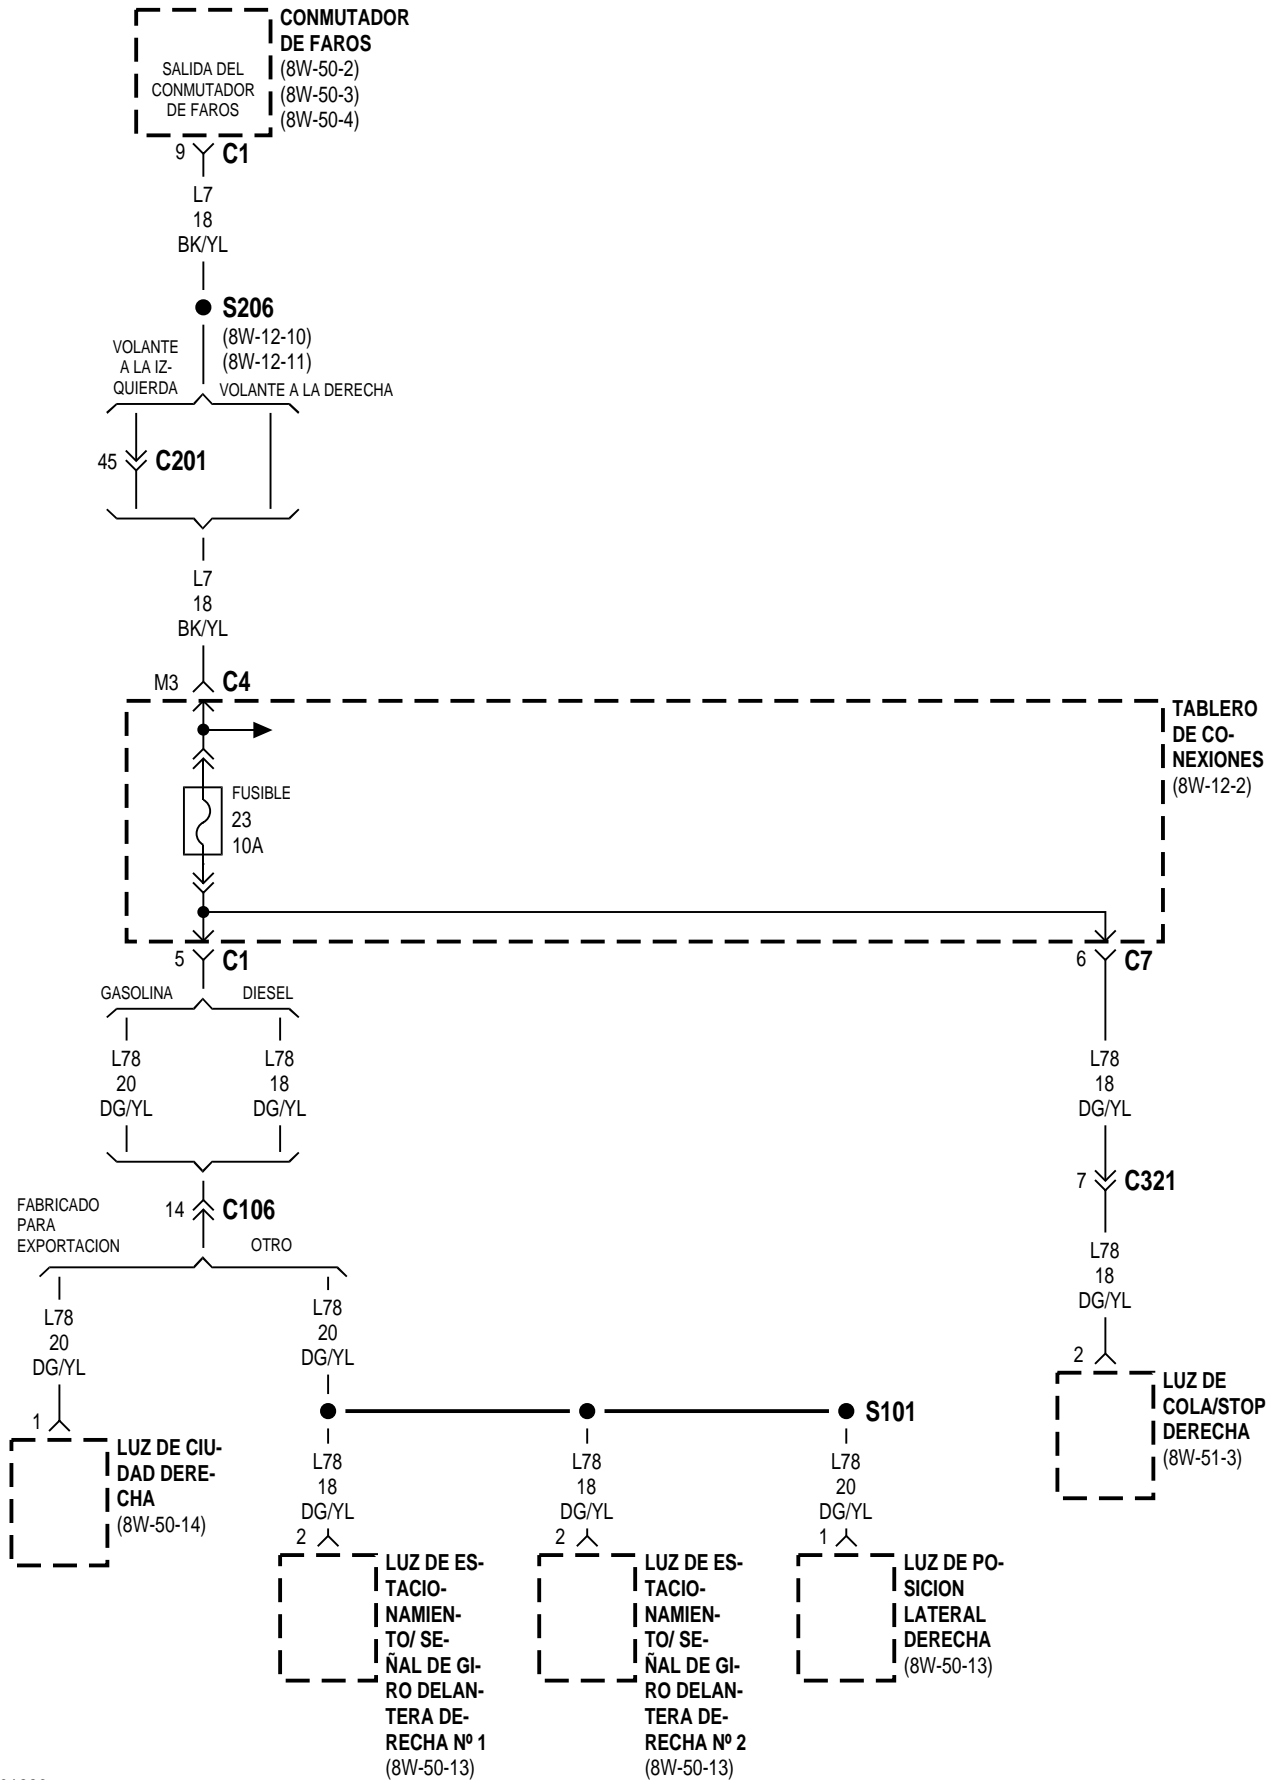 CONMUTADOR
DE FAROS
(8W-50-2)
(8W-50-3)
(8W-50-4)
SALIDA DEL
CONMUTADOR
DE FAROS
9 C1
L7
18
BK/YL
S206
(8W-12-10)
(8W-12-11)
VOLANTE
A LA IZ-
QUIERDA
VOLANTE A LA DERECHA
45 C201
L7
18
BK/YL
M3 C4
TABLERO
DE CO-
NEXIONES
(8W-12-2)
FUSIBLE
23
10A
5 C1
6 C7
GASOLINA
DIESEL
L78
20
DG/YL
L78
18
DG/YL
L78
18
DG/YL
7 C321
14 C106
FABRICADO
PARA
EXPORTACION
OTRO
L78
20
DG/YL
L78
20
DG/YL
L78
18
DG/YL
2
LUZ DE
COLA/STOP
DERECHA
(8W-51-3)
S101
1
LUZ DE CIU-
DAD DERE-
CHA
(8W-50-14)
L78
18
DG/YL
2
LUZ DE ES-
TACIO-
NAMIEN-
TO/ SE-
ÑAL DE GI-
RO DELAN-
TERA DE-
RECHA Nº 1
(8W-50-13)
L78
18
DG/YL
2
LUZ DE ES-
TACIO-
NAMIEN-
TO/ SE-
ÑAL DE GI-
RO DELAN-
TERA DE-
RECHA Nº 2
(8W-50-13)
L78
20
DG/YL
1
LUZ DE PO-
SICION
LATERAL
DERECHA
(8W-50-13)